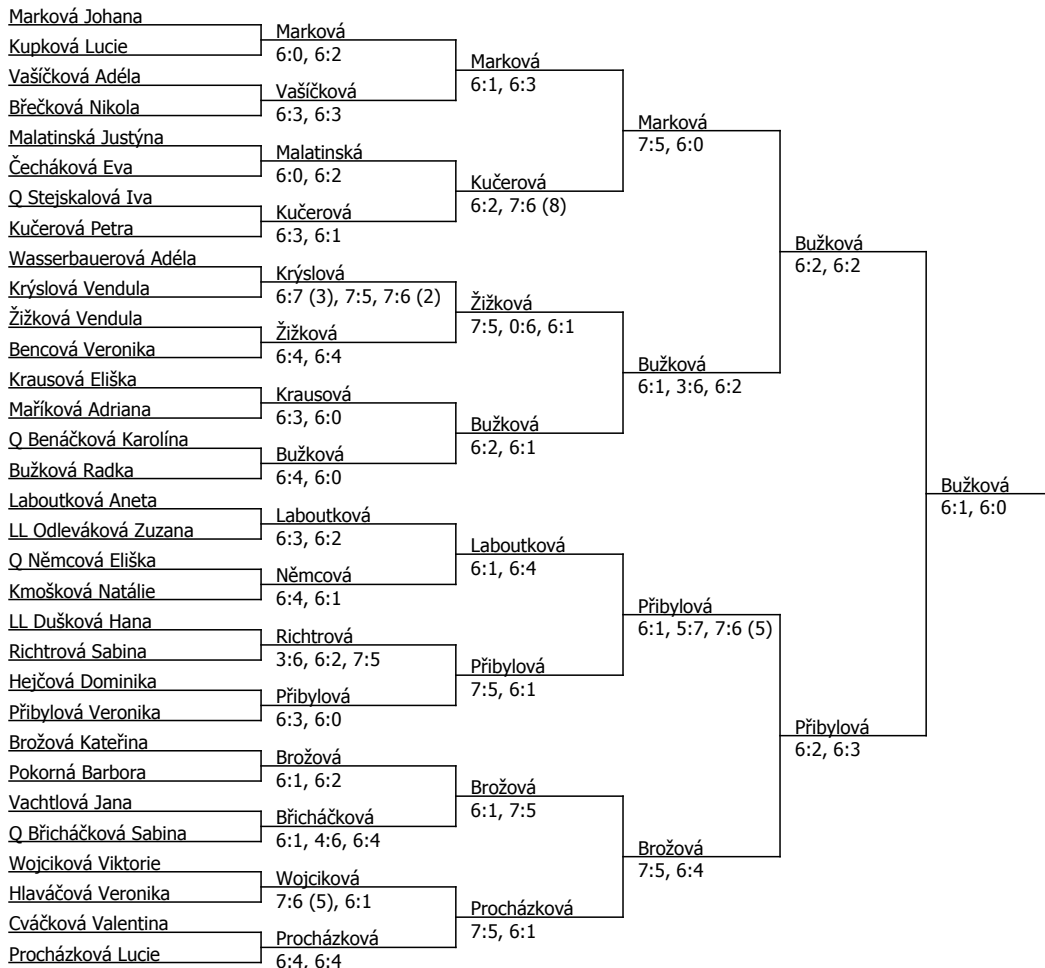 Marková Johana
Kupková Lucie
Vašíčková Adéla
Břečková Nikola
Malatinská Justýna
Čecháková Eva
Q Stejskalová Iva
Kučerová Petra
Wasserbauerová Adéla
Krýslová Vendula
Žižková Vendula
Bencová Veronika
Krausová Eliška
Maříková Adriana
Q Benáčková Karolína
Bužková Radka
Laboutková Aneta
LL Odleváková Zuzana
Q Němcová Eliška
Kmošková Natálie
LL Dušková Hana
Richtrová Sabina
Hejčová Dominika
Přibylová Veronika
Brožová Kateřina
Pokorná Barbora
Vachtlová Jana
Q Břicháčková Sabina
Wojciková Viktorie
Hlaváčová Veronika
Cváčková Valentina
Procházková Lucie
Marková
6:0, 6:2
Vašíčková
6:3, 6:3
Malatinská
6:0, 6:2
Kučerová
6:3, 6:1
Krýslová
6:7 (3), 7:5, 7:6 (2)
Žižková
6:4, 6:4
Krausová
6:3, 6:0
Bužková
6:4, 6:0
Laboutková
6:3, 6:2
Němcová
6:4, 6:1
Richtrová
3:6, 6:2, 7:5
Přibylová
6:3, 6:0
Brožová
6:1, 6:2
Břicháčková
6:1, 4:6, 6:4
Wojciková
7:6 (5), 6:1
Procházková
6:4, 6:4
Marková
6:1, 6:3
Kučerová
6:2, 7:6 (8)
Žižková
7:5, 0:6, 6:1
Bužková
6:2, 6:1
Laboutková
6:1, 6:4
Přibylová
7:5, 6:1
Brožová
6:1, 7:5
Procházková
7:5, 6:1
Marková
7:5, 6:0
Bužková
6:1, 3:6, 6:2
Přibylová
6:1, 5:7, 7:6 (5)
Brožová
7:5, 6:4
Bužková
6:2, 6:2
Přibylová
6:2, 6:3
Bužková
6:1, 6:0